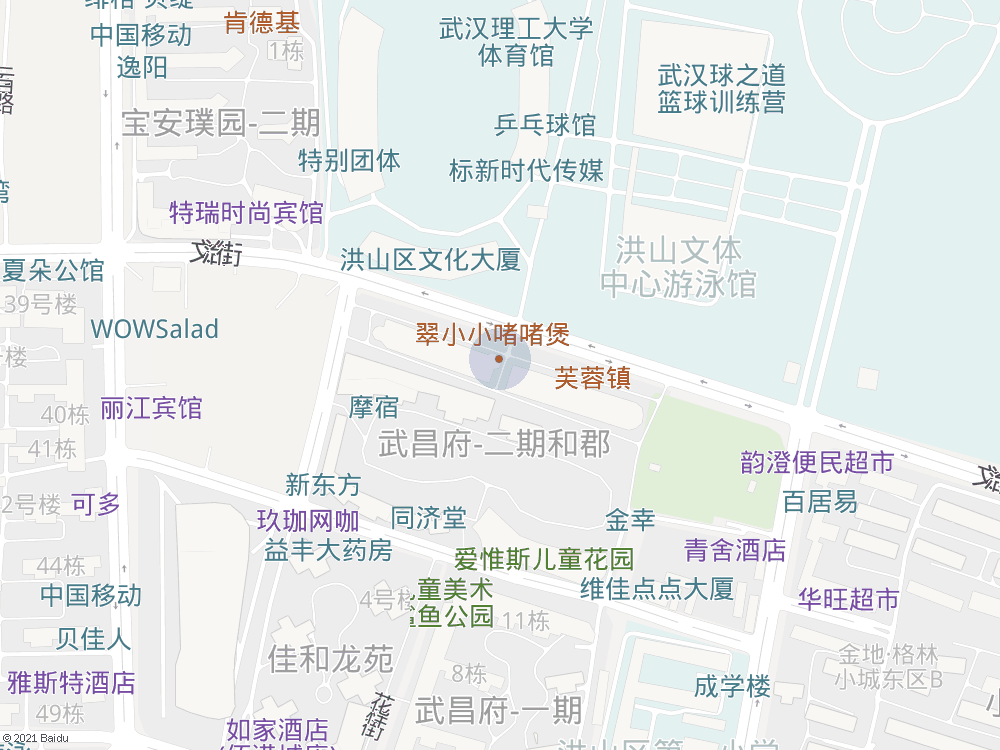 中国移动
肯德基
1栋
逸阳
武汉理工大学
体育馆
武汉球之道
篮球训练营
宝安璞园-二期
乒乓球馆
特别团体
标新时代传媒
特瑞时尚宾馆
文治街
洪山区文化大厦
洪山文体
中心游泳馆
夏朵公馆
39号楼
WOWSalad
翠小小啫啫煲
芙蓉镇
40栋
丽江宾馆
摩宿
41栋
武昌府-二期和郡
韵澄便民超市
新东方
可多
百居易
玖珈网咖
同济堂
金幸
益丰大药房
爱惟斯儿童花园
青舍酒店
44栋
中国移动
童美术
鱼公园
4号楼
11栋
维佳点点大厦
华旺超市
贝佳人
佳和龙苑
8栋
金地·格林
小城东区B
雅斯特酒店
49栋
成学楼
武昌府-一期
如家酒店
© 2021 Baidu